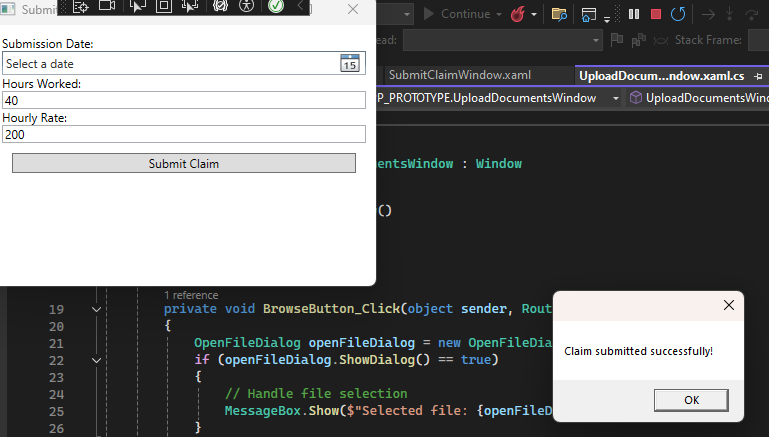 Submi
Continue
Submission Date:
ead:
Stack Frame:
Select a date
15
SubmitClaimWindow.xaml
UploadDocum...ndow.xaml.cs
Hours Worked:
40
P_PROTOTYPE.UploadDocumentsWindow
UploadDocumentsWind
Hourly Rate:
200
Submit Claim
entsWindow : Window
()
1 reference
19 private void BrowseButton_Click(object sender, Rout
20 {
21 OpenFileDialog openFileDialog = new OpenFileDia
22 if (openFileDialog.ShowDialog() == true)
23 {
24 // Handle file selection
25 MessageBox.Show($"Selected file: {openFileD
26 }
Claim submitted successfully!
OK